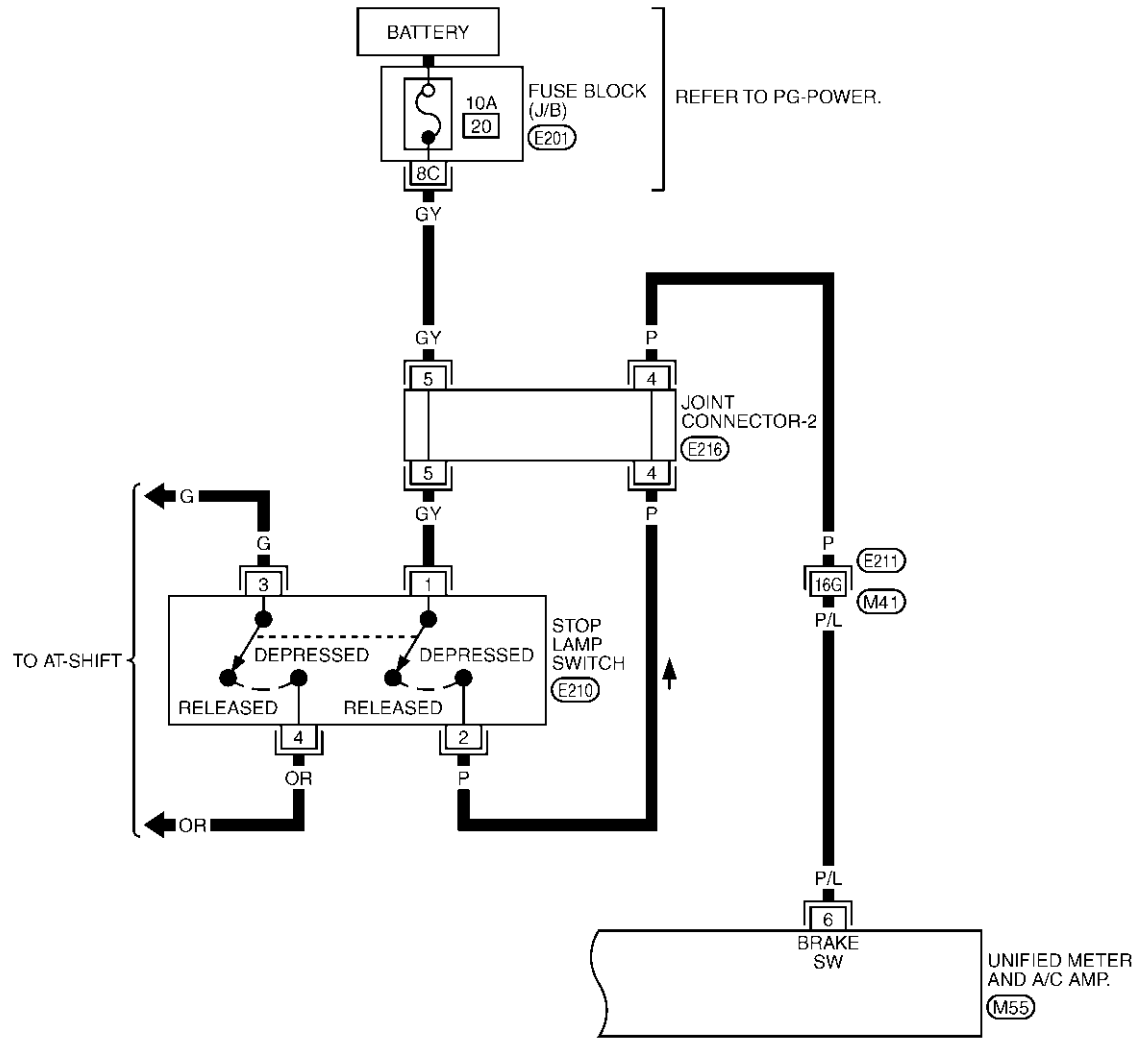 BATTERY
FUSE BLOCK
(J/B)
E201
10A
20
REFER TO PG-POWER.
8C
GY
GY
P
5
4
JOINT
CONNECTOR-2
E216
5
4
G
GY
P
G
P
E211
3
1
16G
M41
P/L
STOP
LAMP
SWITCH
E210
TO AT-SHIFT
DEPRESSED
DEPRESSED
RELEASED
RELEASED
4
2
OR
P
OR
P/L
6
BRAKE
SW
UNIFIED METER
AND A/C AMP.
M55